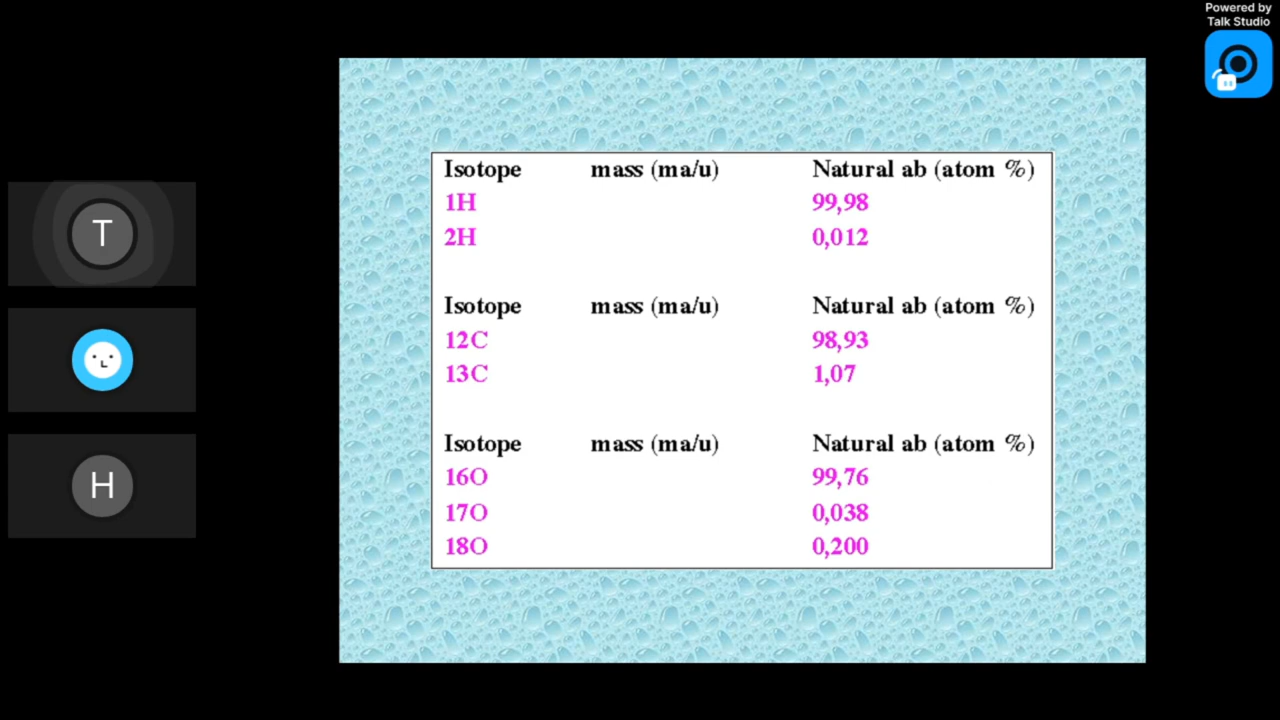 Powered by
Talk Studio
T
H
Isotope mass (ma/u) Natural ab (atom %)
1H 99,98
2H 0,012
Isotope mass (ma/u) Natural ab (atom %)
12C 98,93
13C 1,07
Isotope mass (ma/u) Natural ab (atom %)
16O 99,76
17O 0,038
18O 0,200